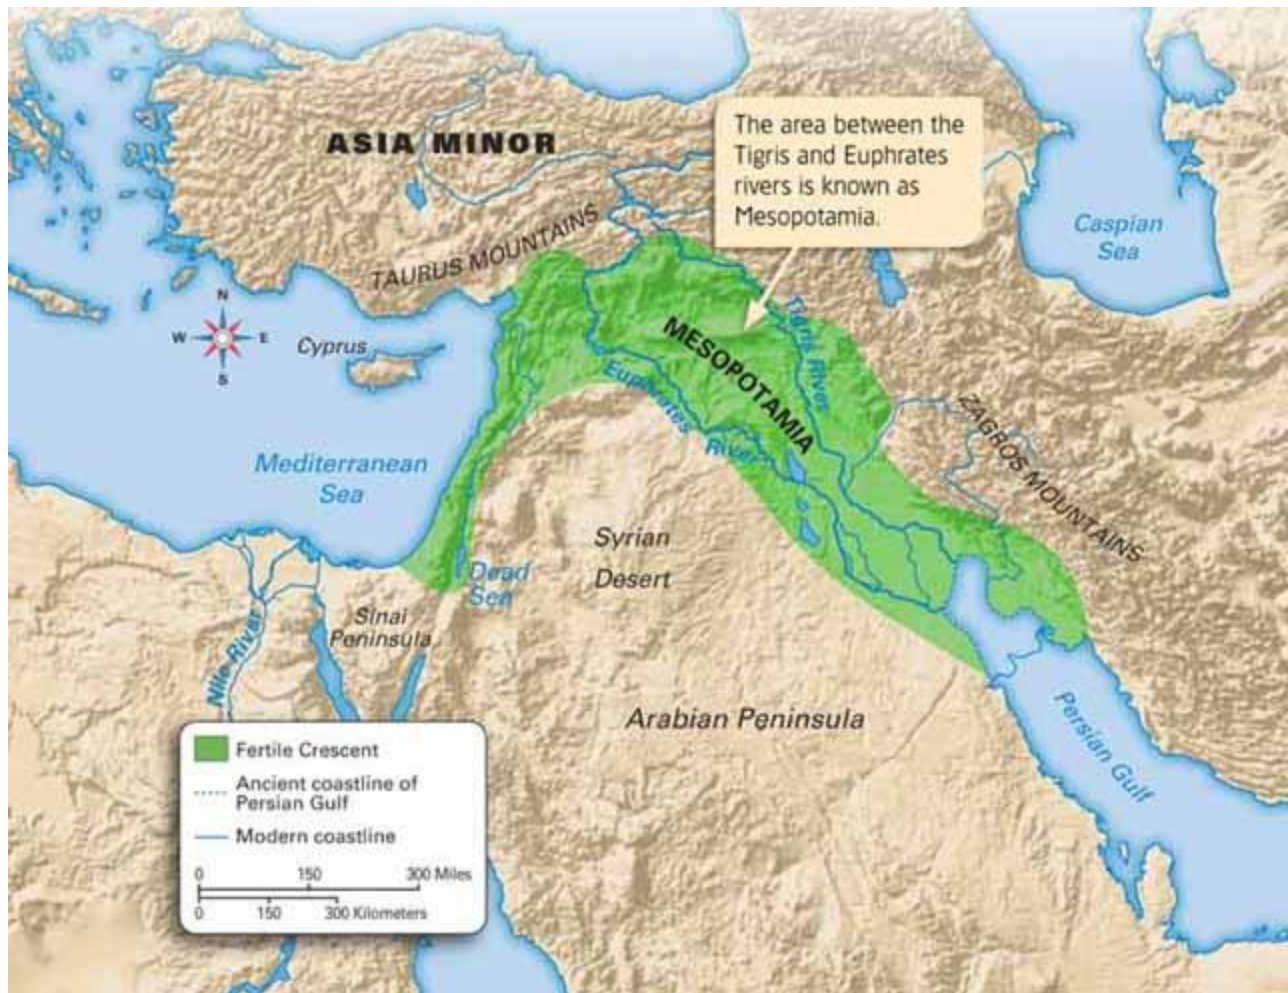 ASIA MINOR
The area between the
Tigris and Euphrates
rivers is known as
Mesopotamia.
Caspian
Sea
TAURUS MOUNTAINS
N
W
E
S
Cyprus
MESOPOTAMIA
Tigris River
Euphrates River
ZAGROS MOUNTAINS
Mediterranean
Sea
Syrian
Desert
Dead
Sea
Sinai
Peninsula
Nile River
Arabian Peninsula
Persian Gulf
Fertile Crescent
Ancient coastline of
Persian Gulf
Modern coastline
0 150 300 Miles
0 150 300 Kilometers